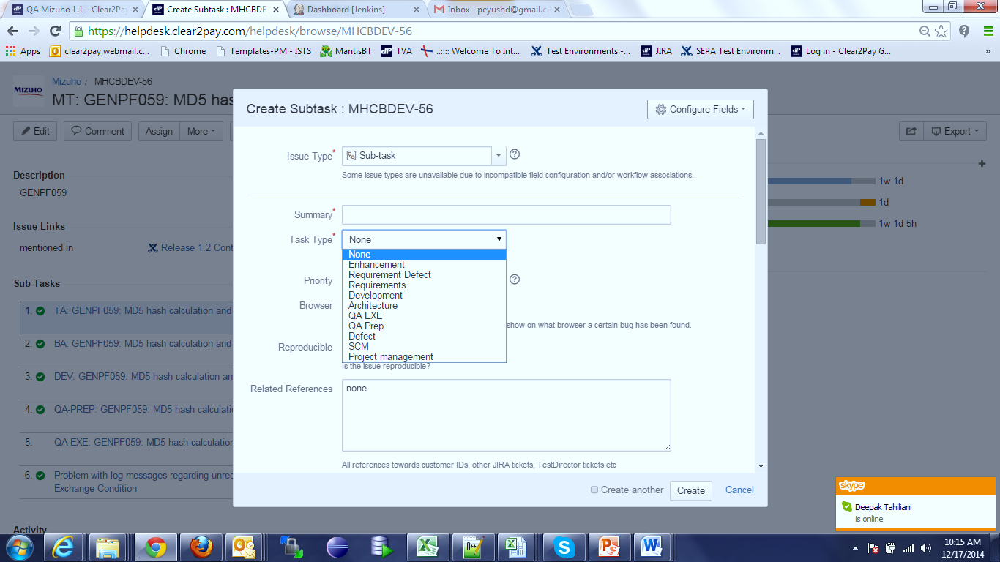 QA Mizuho 1.1 - Clear2Pay
Create Subtask : MHCBDE
Dashboard [Jenkins]
Inbox - peyushd@gmail.c
https://helpdesk.clear2pay.com/helpdesk/browse/MHCBDEV-56
Apps
clear2pay.webmail.c...
Chrome
Templates-PM - ISTS
MantisBT
TVA
..:::: Welcome To Int...
Test Environments -...
JIRA
SEPA Test Environm...
Log in - Clear2Pay G...
»
MIZUHO
Mizuho / MHCBDEV-56
MT: GENPF059: MD5 has
Edit
Comment
Assign
More
Export
Description
GENPF059
Issue Links
mentioned in
Release 1.2 Cont
Sub-Tasks
1. TA: GENPF059: MD5 hash calculation and
2. BA: GENPF059: MD5 hash calculation and
3. DEV: GENPF059: MD5 hash calculation an
4. QA-PREP: GENPF059: MD5 hash calculati
5. QA-EXE: GENPF059: MD5 hash calculation
6. Problem with log messages regarding unrec
Exchange Condition
Activity
Create Subtask : MHCBDEV-56
Configure Fields
Issue Type*
Sub-task
Some issue types are unavailable due to incompatible field configuration and/or workflow associations.
Summary*
Task Type*
None
None
Enhancement
Requirement Defect
Requirements
Development
Architecture
QA EXE
QA Prep
Defect
SCM
Project management
Priority
Browser
show on what browser a certain bug has been found.
Reproducible
Is the issue reproducible?
Related References
none
All references towards customer IDs, other JIRA tickets, TestDirector tickets etc
Create another
Create
Cancel
1w 1d
1d
1w 1d 5h
skype
Deepak Tahiliani
is online
10:15 AM
12/17/2014